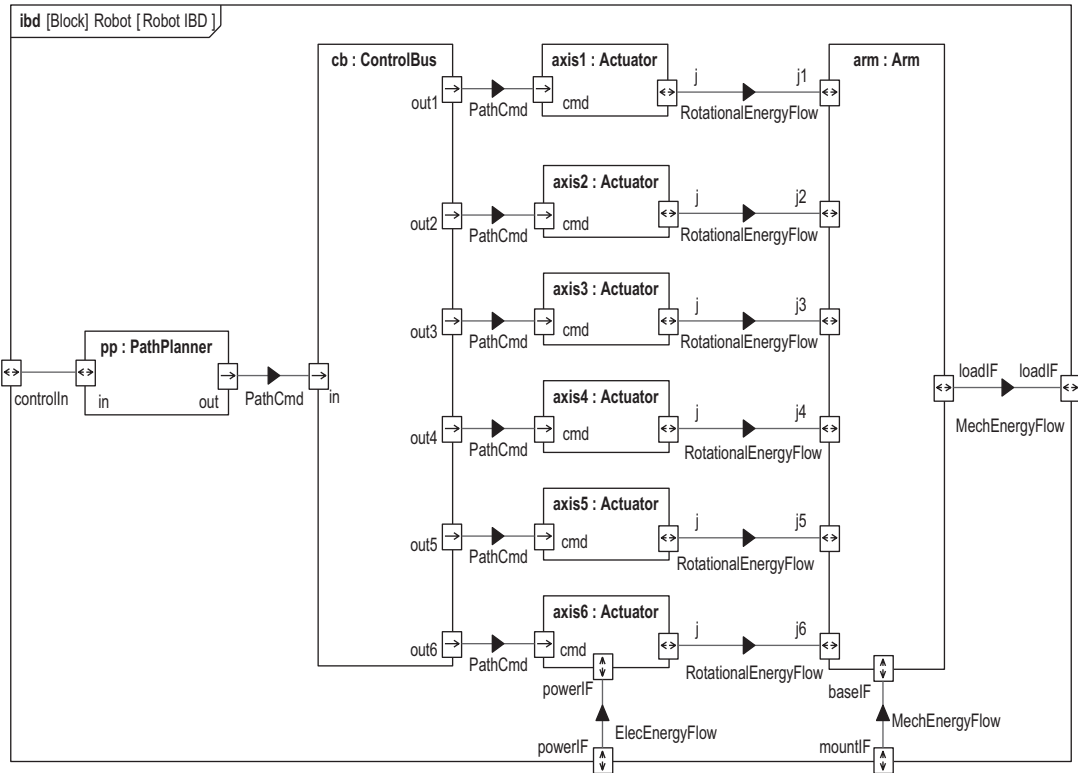 ibd [Block] Robot [ Robot IBD ]
cb : ControlBus
axis1 : Actuator
arm : Arm
out1
PathCmd
cmd
j
j1
RotationalEnergyFlow
axis2 : Actuator
out2
PathCmd
cmd
j
j2
RotationalEnergyFlow
axis3 : Actuator
out3
PathCmd
cmd
j
j3
RotationalEnergyFlow
pp : PathPlanner
controlIn
in
out
PathCmd
in
loadIF
loadIF
MechEnergyFlow
axis4 : Actuator
out4
PathCmd
cmd
j
j4
RotationalEnergyFlow
axis5 : Actuator
out5
PathCmd
cmd
j
j5
RotationalEnergyFlow
axis6 : Actuator
out6
PathCmd
cmd
j
j6
RotationalEnergyFlow
powerIF
baseIF
ElecEnergyFlow
MechEnergyFlow
powerIF
mountIF